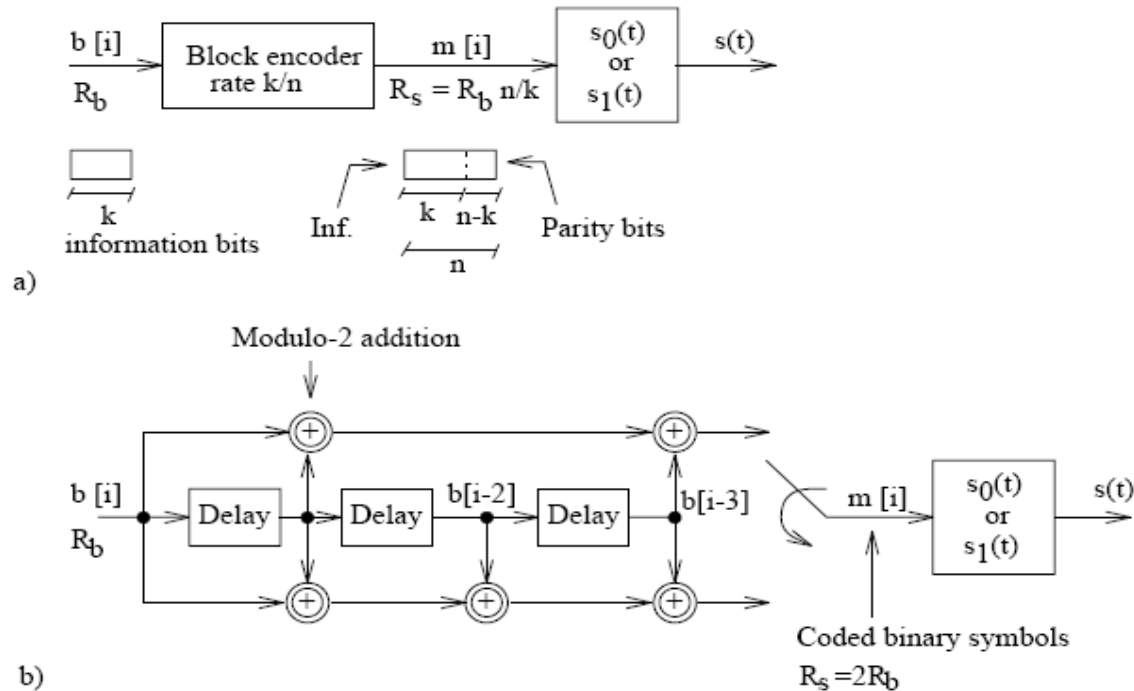 b [i]
R_b
Block encoder
rate k/n
m [i]
R_s = R_b n/k
s_0(t)
or
s_1(t)
s(t)
k
information bits
Inf.
k
n-k
n
Parity bits
a)
Modulo-2 addition
+
+
b [i]
R_b
Delay
Delay
b[i-2]
Delay
b[i-3]
m [i]
s_0(t)
or
s_1(t)
s(t)
+
+
+
Coded binary symbols
R_s=2R_b
b)